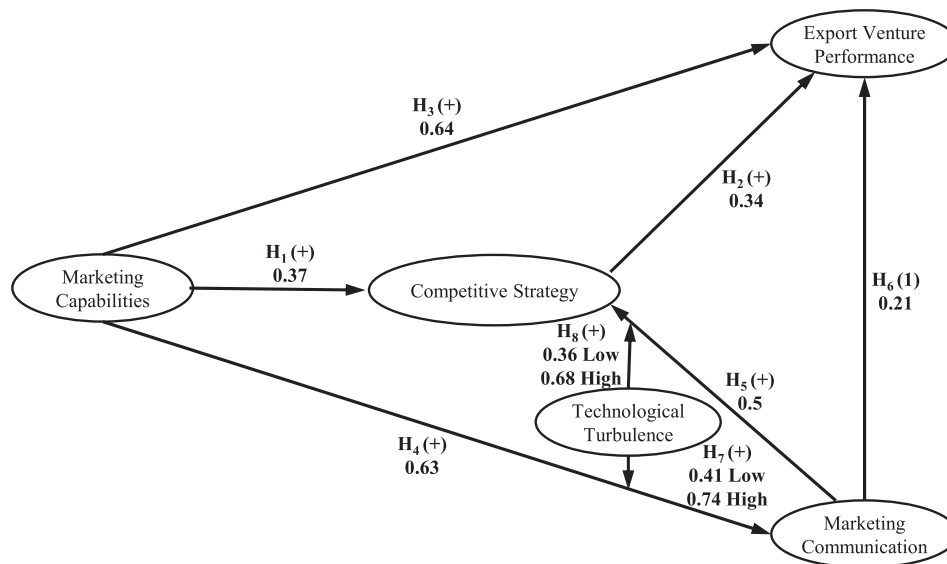 Export Venture
Performance
H3 (+)
0.64
H2 (+)
0.34
H1 (+)
0.37
Marketing
Capabilities
Competitive Strategy
H6 (1)
0.21
H8 (+)
0.36 Low
0.68 High
H5 (+)
0.5
Technological
Turbulence
H4 (+)
0.63
H7 (+)
0.41 Low
0.74 High
Marketing
Communication